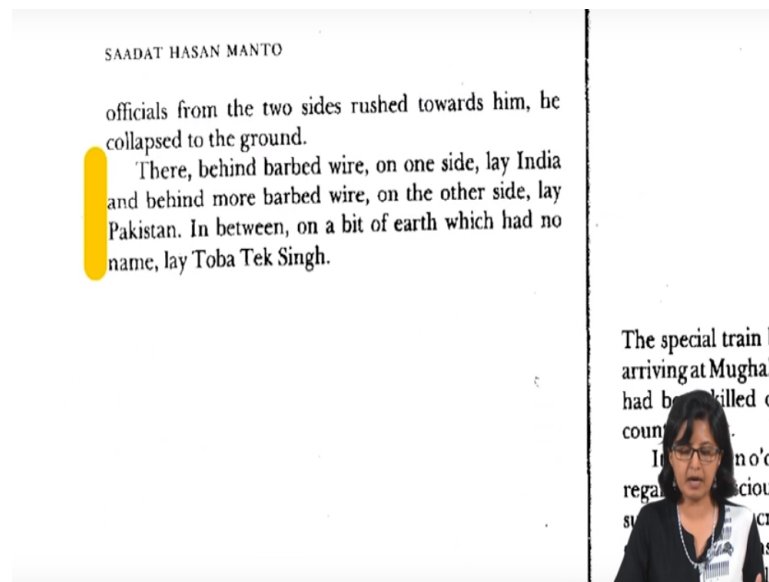 SAADAT HASAN MANTO
officials from the two sides rushed towards him, he
collapsed to the ground.
There, behind barbed wire, on one side, lay India
and behind more barbed wire, on the other side, lay
Pakistan. In between, on a bit of earth which had no
name, lay Toba Tek Singh.
The special train
arriving at Mugha
had killed
coun
I n o'c
rega sciou